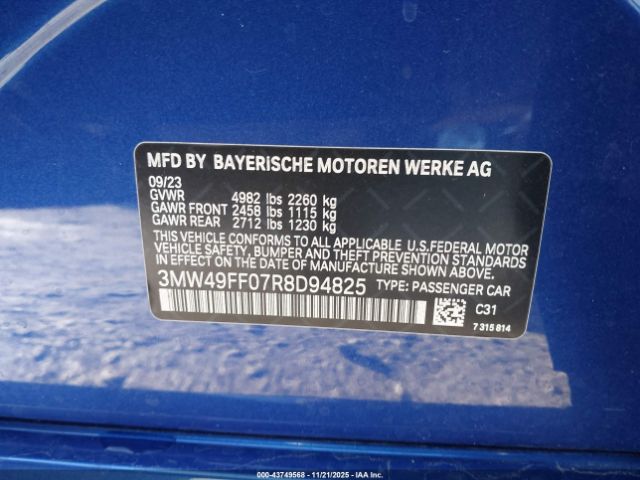 MFD BY BAYERISCHE MOTOREN WERKE AG
09/23
GVWR 4982 lbs 2260 kg
GAWR FRONT 2458 lbs 1115 kg
GAWR REAR 2712 lbs 1230 kg
THIS VEHICLE CONFORMS TO ALL APPLICABLE U.S.FEDERAL MOTOR
VEHICLE SAFETY, BUMPER AND THEFT PREVENTION STANDARDS
IN EFFECT ON THE DATE OF MANUFACTURE SHOWN ABOVE.
3MW49FF07R8D94825 TYPE: PASSENGER CAR
C31
7 315 814
000-43749568 - 11/21/2025 - IAAI.COM